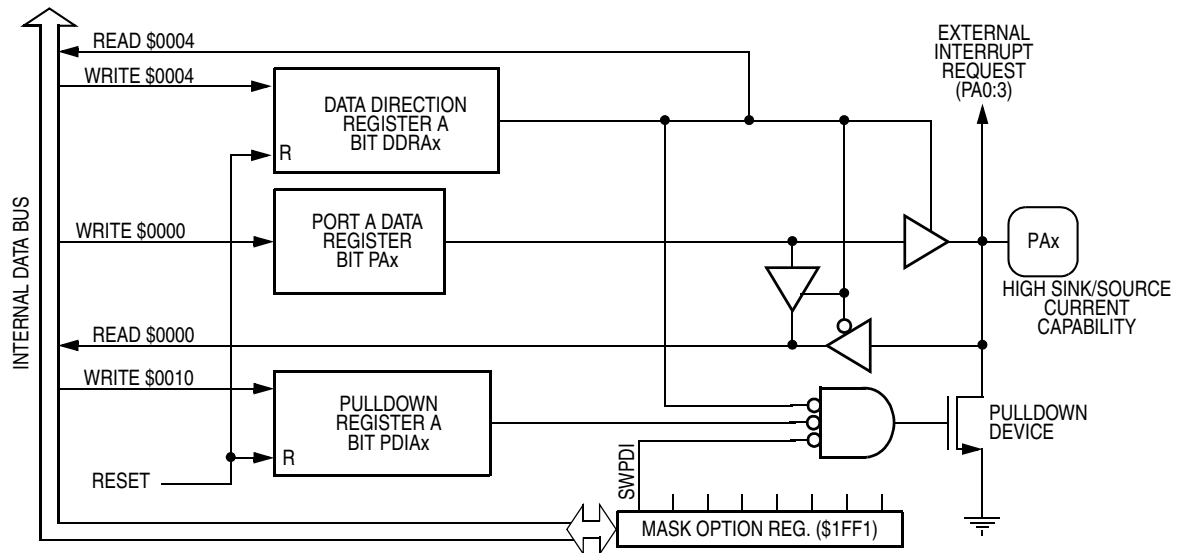 READ $0004
WRITE $0004
DATA DIRECTION
REGISTER A
BIT DDRAx
R
EXTERNAL
INTERRUPT
REQUEST
(PA0:3)
INTERNAL DATA BUS
WRITE $0000
PORT A DATA
REGISTER
BIT PAx
PAx
HIGH SINK/SOURCE
CURRENT
CAPABILITY
READ $0000
WRITE $0010
PULLDOWN
REGISTER A
BIT PDIAx
R
RESET
PULLDOWN
DEVICE
SWPDI
MASK OPTION REG. ($1FF1)